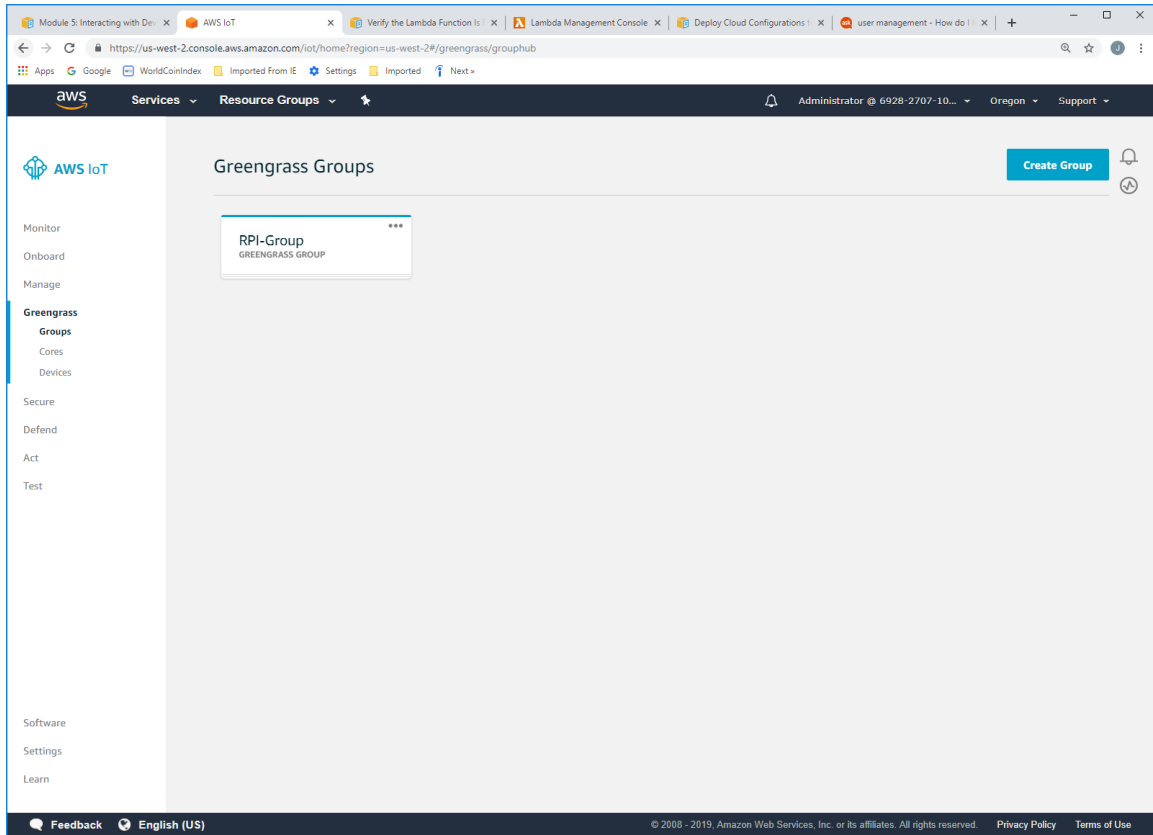 Module 5: Interacting with Dev
AWS IoT
Verify the Lambda Function Is
Lambda Management Console
Deploy Cloud Configurations t
user management - How do I
https://us-west-2.console.aws.amazon.com/iot/home?region=us-west-2#/greengrass/grouphub
J
Apps Google WorldCoinIndex Imported From IE Settings Imported Next »
aws Services Resource Groups Administrator @ 6928-2707-10... Oregon Support
AWS IoT
Greengrass Groups
Create Group
Monitor
Onboard
Manage
Greengrass
Groups
Cores
Devices
Secure
Defend
Act
Test
Software
Settings
Learn
RPI-Group
GREENGRASS GROUP
Feedback English (US) © 2008 - 2019, Amazon Web Services, Inc. or its affiliates. All rights reserved. Privacy Policy Terms of Use